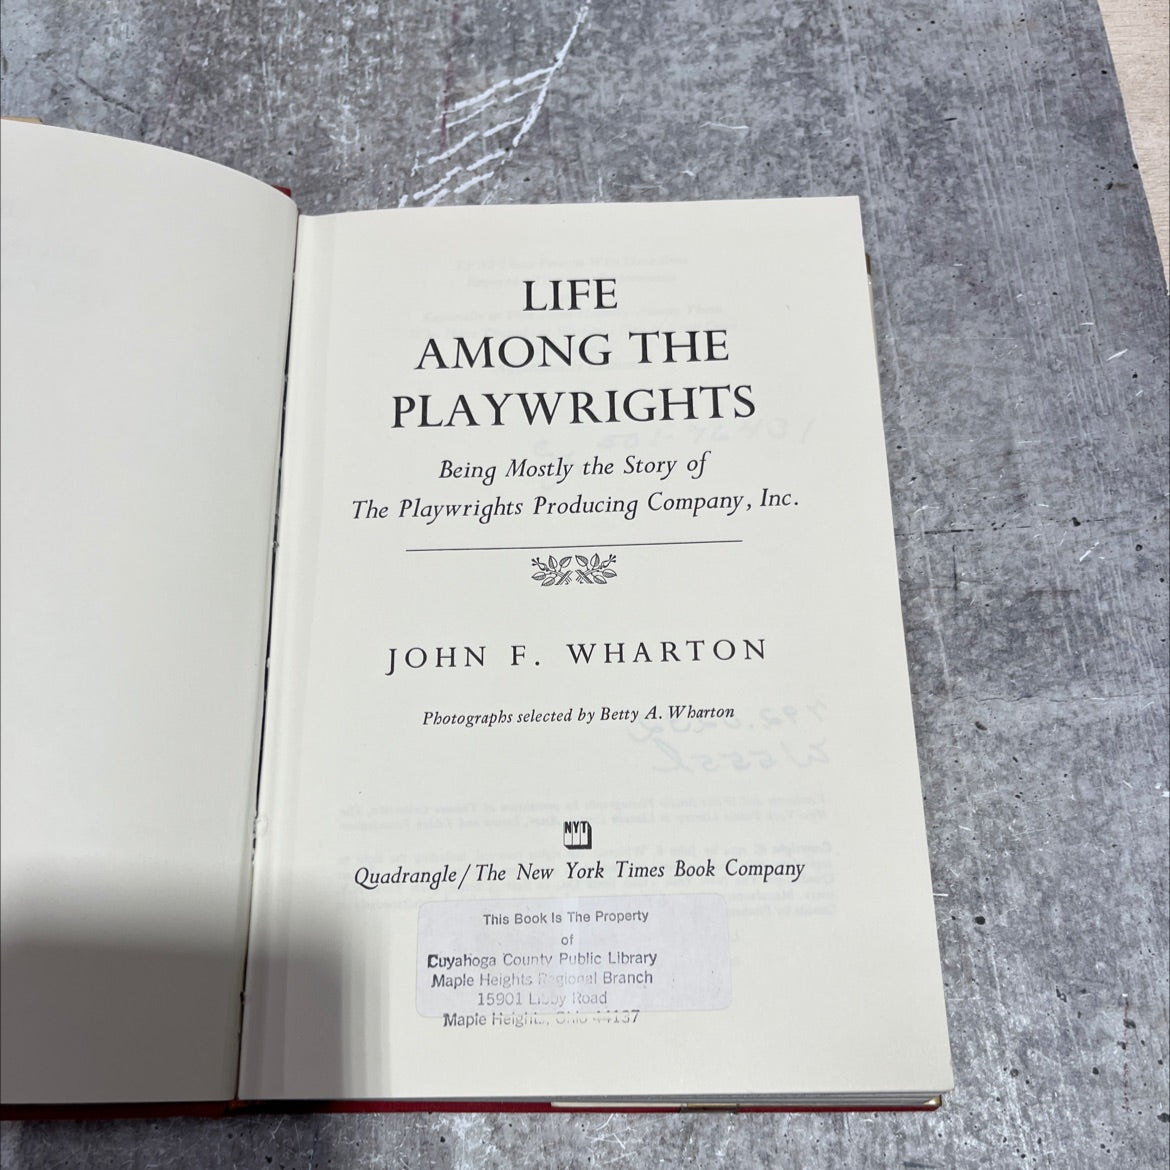 LIFE
AMONG THE
PLAYWRIGHTS
Being Mostly the Story of
The Playwrights Producing Company, Inc.
JOHN F. WHARTON
Photographs selected by Betty A. Wharton
NYT
Quadrangle/The New York Times Book Company
This Book Is The Property
of
Cuyahoga County Public Library
Maple Heights Regional Branch
15901 Libby Road
Maple Heights, Ohio 44137